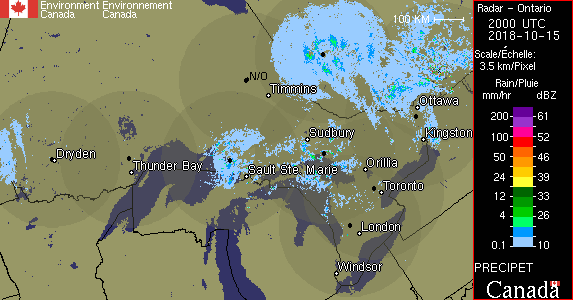 Environment Environnement
Canada Canada
100 KM
N/O
Timmins
Ottawa
Sudbury
Kingston
Dryden
Thunder Bay
Sault Ste. Marie
Orillia
Toronto
London
Windsor
Radar - Ontario
2000 UTC
2018-10-15
Scale/Échelle:
3.5 km/Pixel
Rain/Pluie
mm/hr dBZ
200 61
100 52
50 46
24 39
12 33
4 26
0.1 10
PRECIPET
Canada